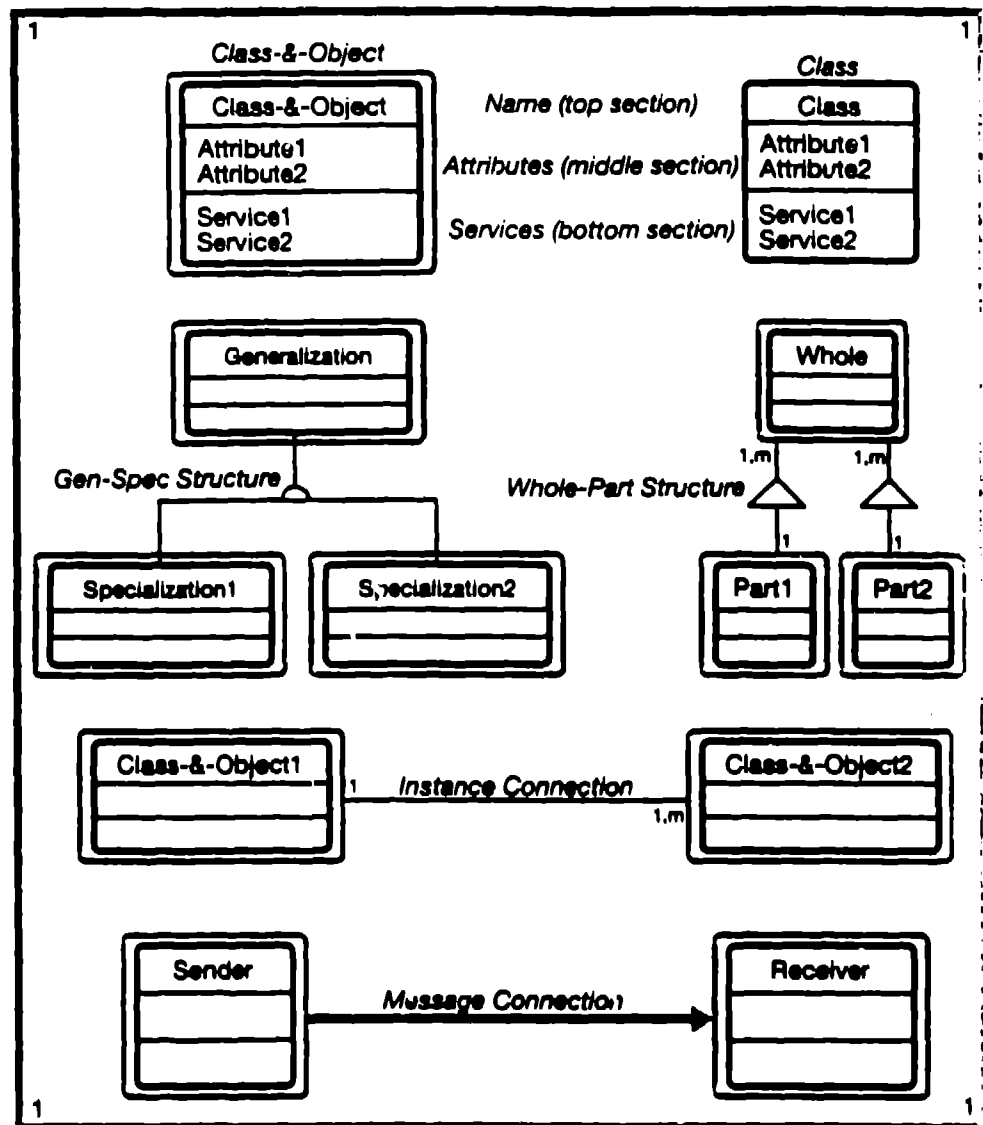 1 1
Class-&-Object
Class
Class-&-Object
Name (top section)
Class
Attribute1
Attribute2
Attributes (middle section)
Attribute1
Attribute2
Service1
Service2
Services (bottom section)
Service1
Service2
Generalization
Whole
1,m 1,m
Gen-Spec Structure
Whole-Part Structure
1 1
Specialization1
Specialization2
Part1
Part2
Class-&-Object1
Class-&-Object2
1
Instance Connection
1,m
Sender
Receiver
Message Connection
1 1